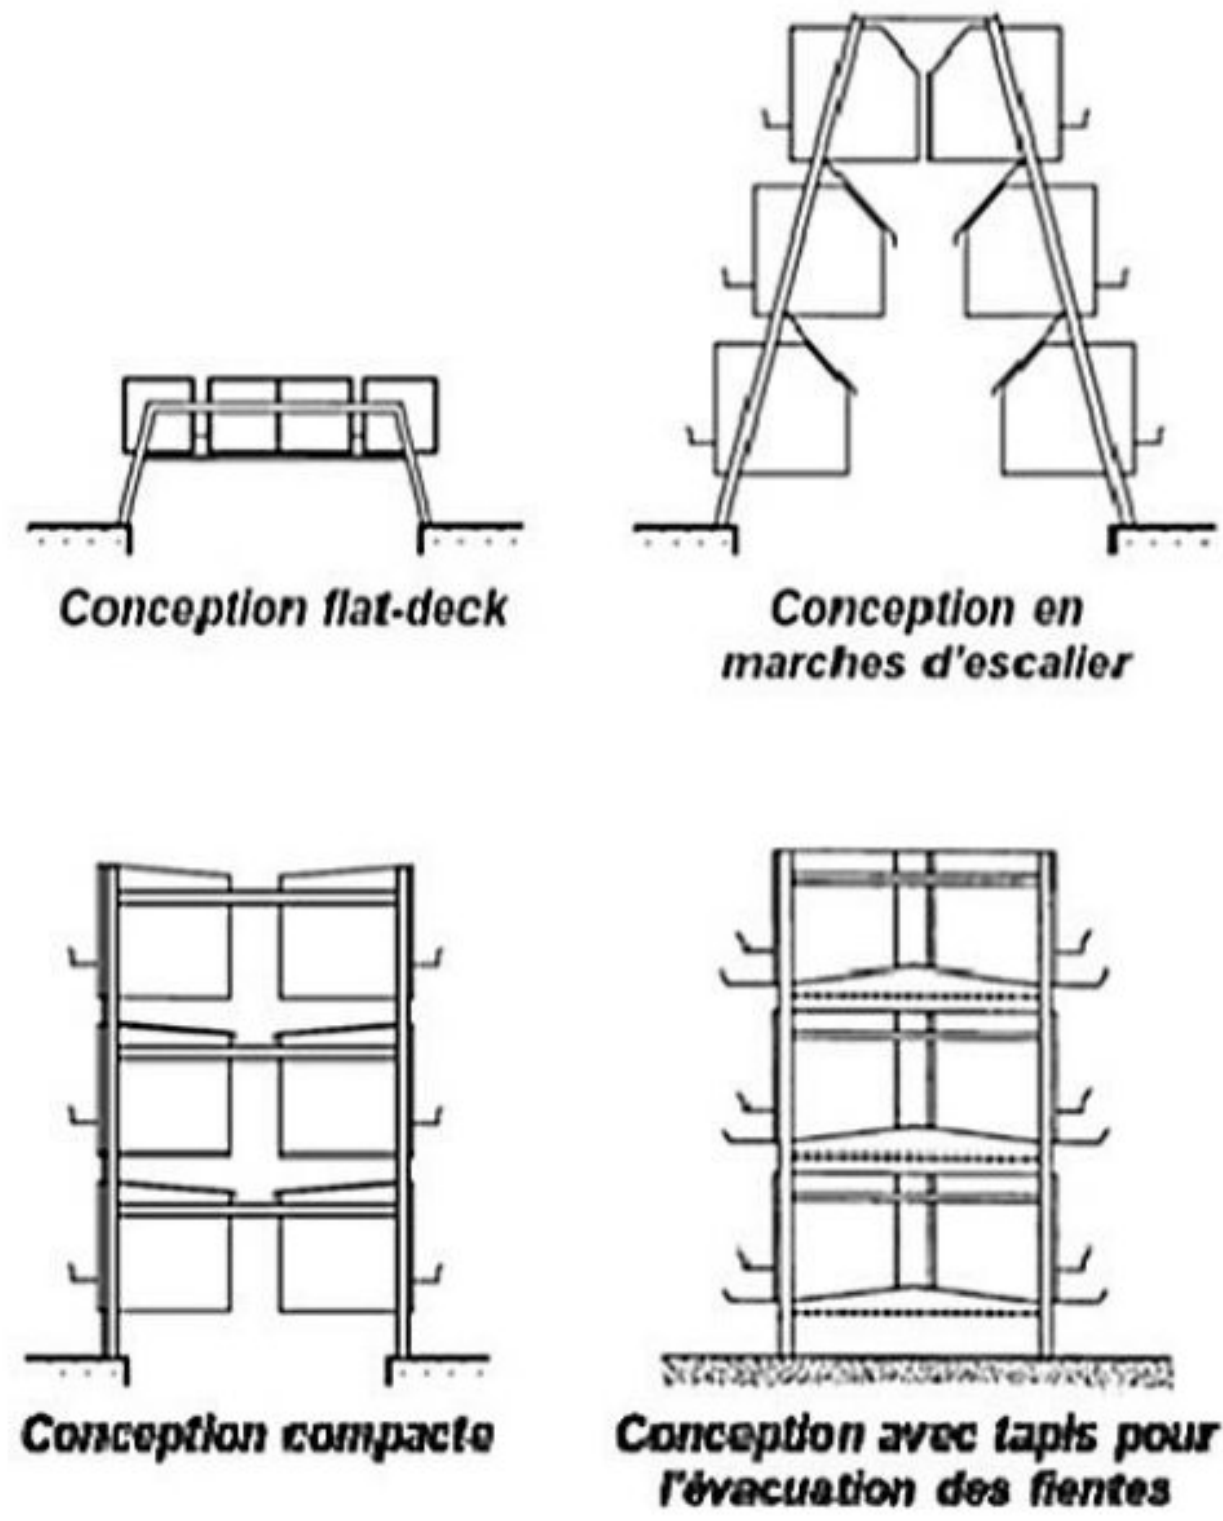 Conception flat-deck
Conception en
marches d'escalier
Conception compacte
Conception avec tapis pour
l'évacuation des fientes